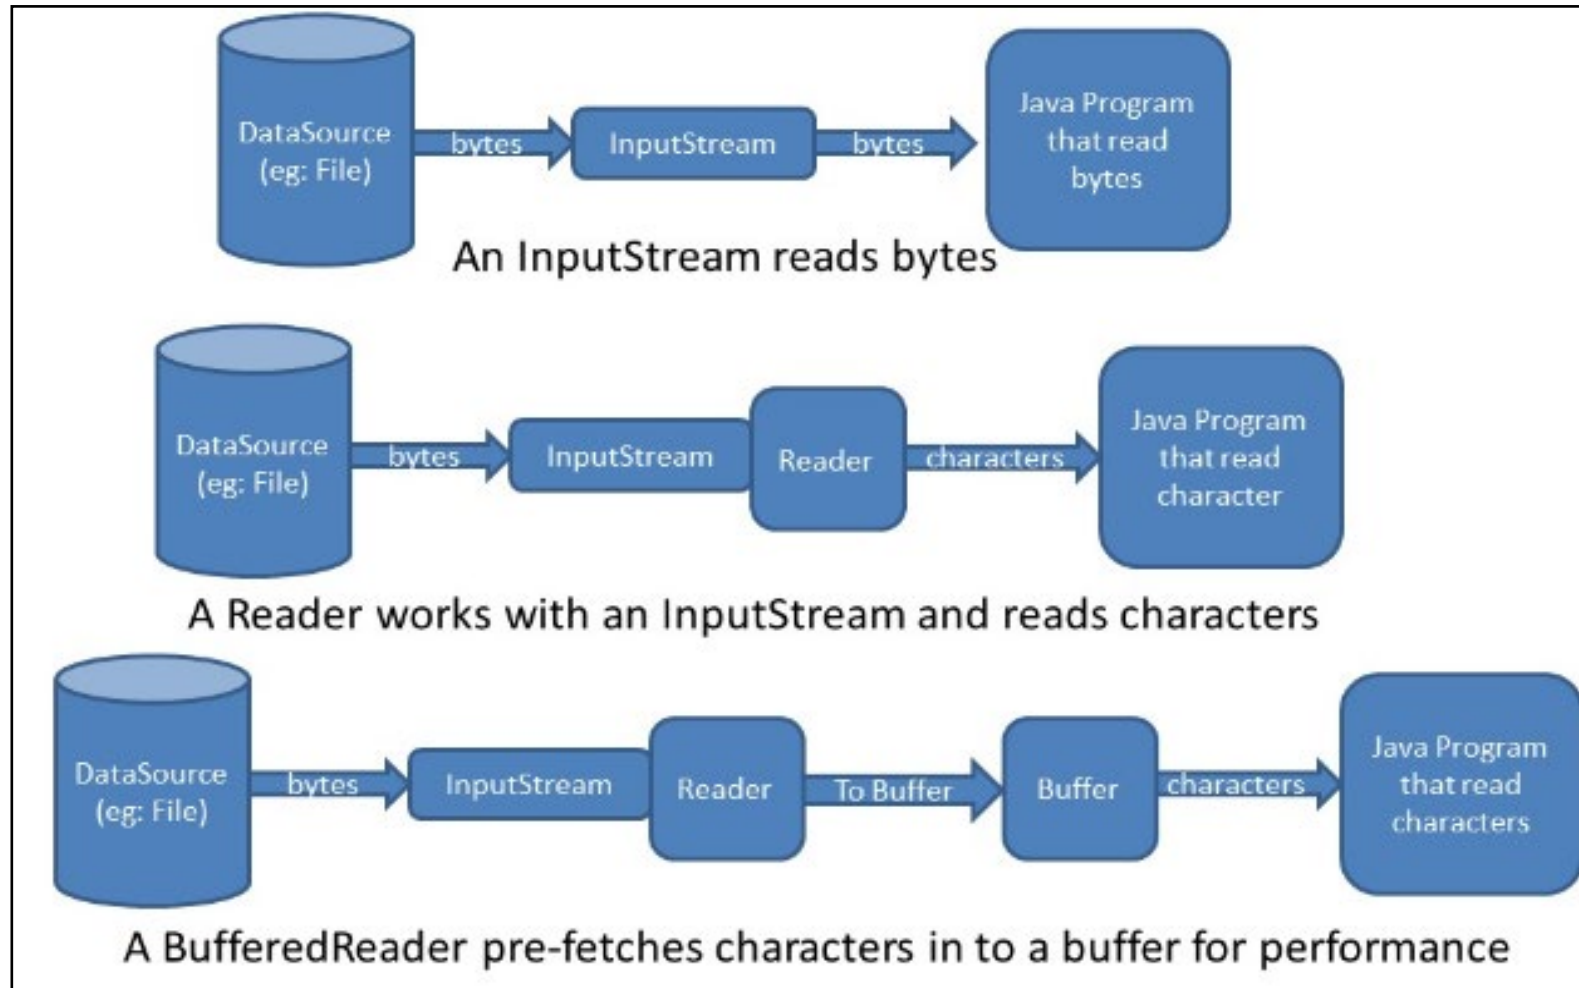 DataSource
(eg: File)
bytes
InputStream
bytes
Java Program
that read
bytes
An InputStream reads bytes
DataSource
(eg: File)
bytes
InputStream
Reader
characters
Java Program
that read
character
A Reader works with an InputStream and reads characters
DataSource
(eg: File)
bytes
InputStream
Reader
To Buffer
Buffer
characters
Java Program
that read
characters
A BufferedReader pre-fetches characters in to a buffer for performance